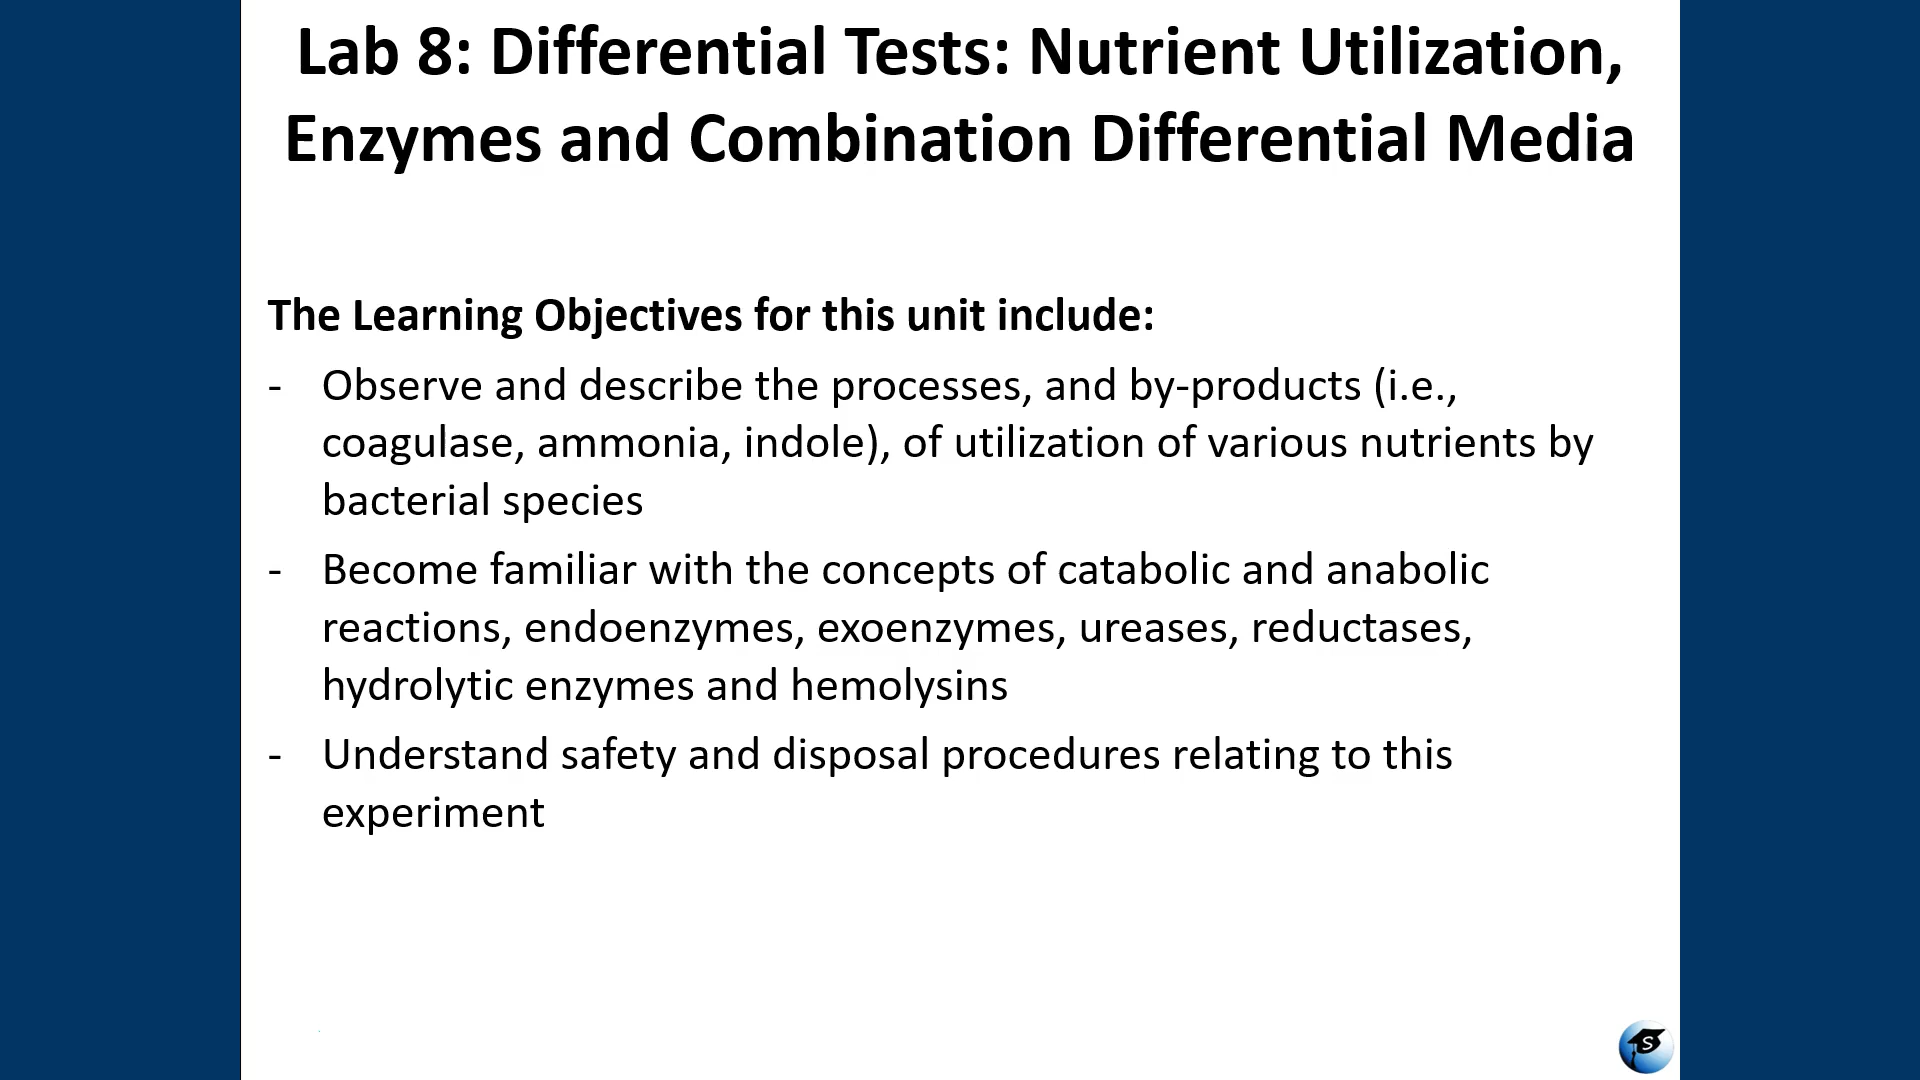 Lab 8: Differential Tests: Nutrient Utilization,
Enzymes and Combination Differential Media
The Learning Objectives for this unit include:
- Observe and describe the processes, and by-products (i.e.,
coagulase, ammonia, indole), of utilization of various nutrients by
bacterial species
- Become familiar with the concepts of catabolic and anabolic
reactions, endoenzymes, exoenzymes, ureases, reductases,
hydrolytic enzymes and hemolysins
- Understand safety and disposal procedures relating to this
experiment
S